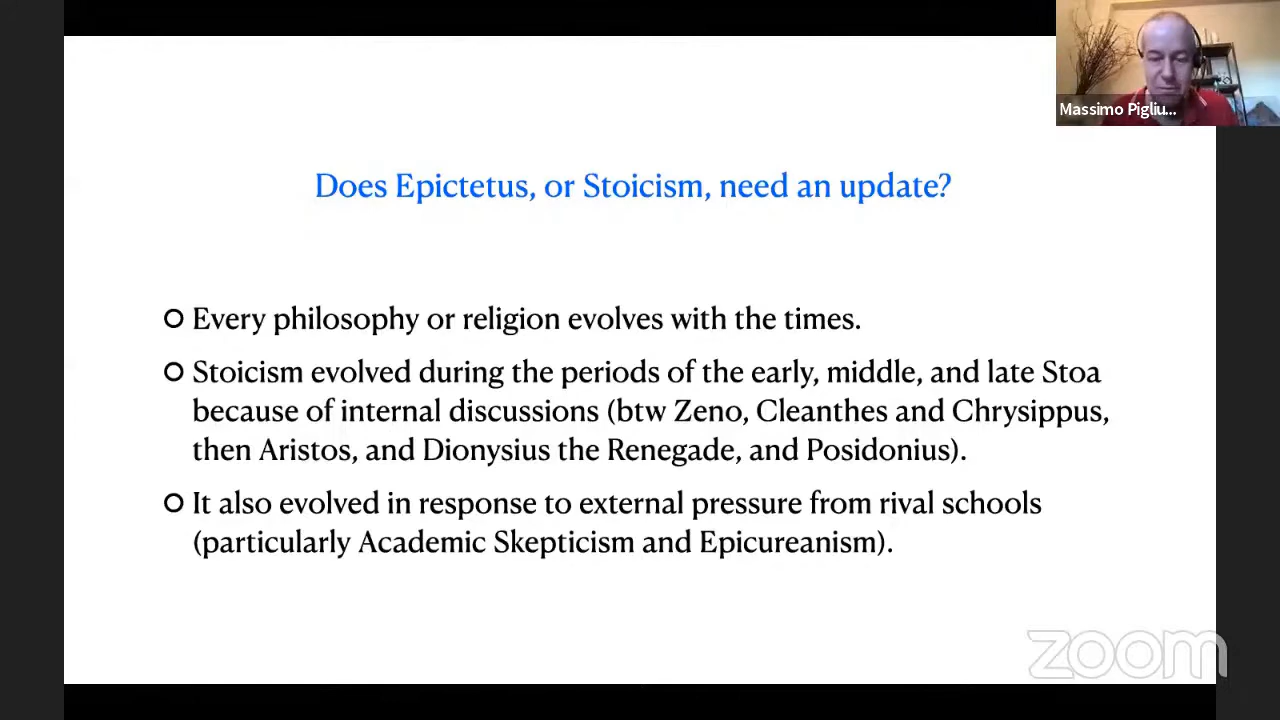 Massimo Pigliu...
Does Epictetus, or Stoicism, need an update?
Every philosophy or religion evolves with the times.
Stoicism evolved during the periods of the early, middle, and late Stoa
because of internal discussions (btw Zeno, Cleanthes and Chrysippus,
then Aristos, and Dionysius the Renegade, and Posidonius).
It also evolved in response to external pressure from rival schools
(particularly Academic Skepticism and Epicureanism).
zoom